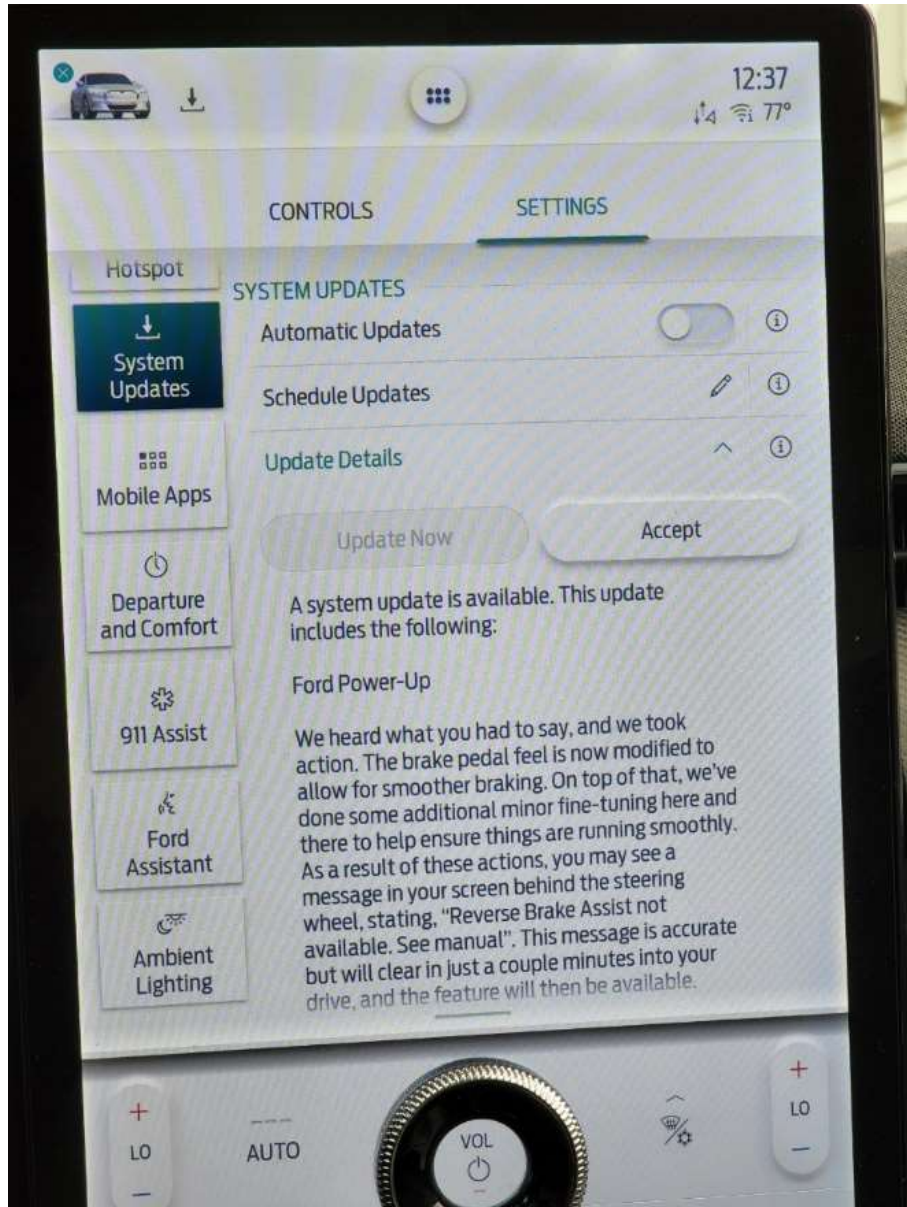 12:37
77°
CONTROLS
SETTINGS
Hotspot
SYSTEM UPDATES
System
Updates
Automatic Updates
Schedule Updates
Update Details
Mobile Apps
Update Now
Accept
Departure
and Comfort
A system update is available. This update
includes the following:
Ford Power-Up
911 Assist
We heard what you had to say, and we took
action. The brake pedal feel is now modified to
allow for smoother braking. On top of that, we've
done some additional minor fine-tuning here and
there to help ensure things are running smoothly.
As a result of these actions, you may see a
message in your screen behind the steering
wheel, stating, “Reverse Brake Assist not
available. See manual”. This message is accurate
but will clear in just a couple minutes into your
drive, and the feature will then be available.
Ford
Assistant
Ambient
Lighting
LO
AUTO
VOL
LO